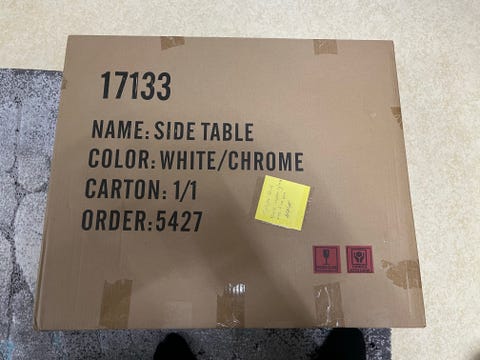 17133
NAME: SIDE TABLE
COLOR: WHITE/CHROME
CARTON: 1/1
ORDER: 5427